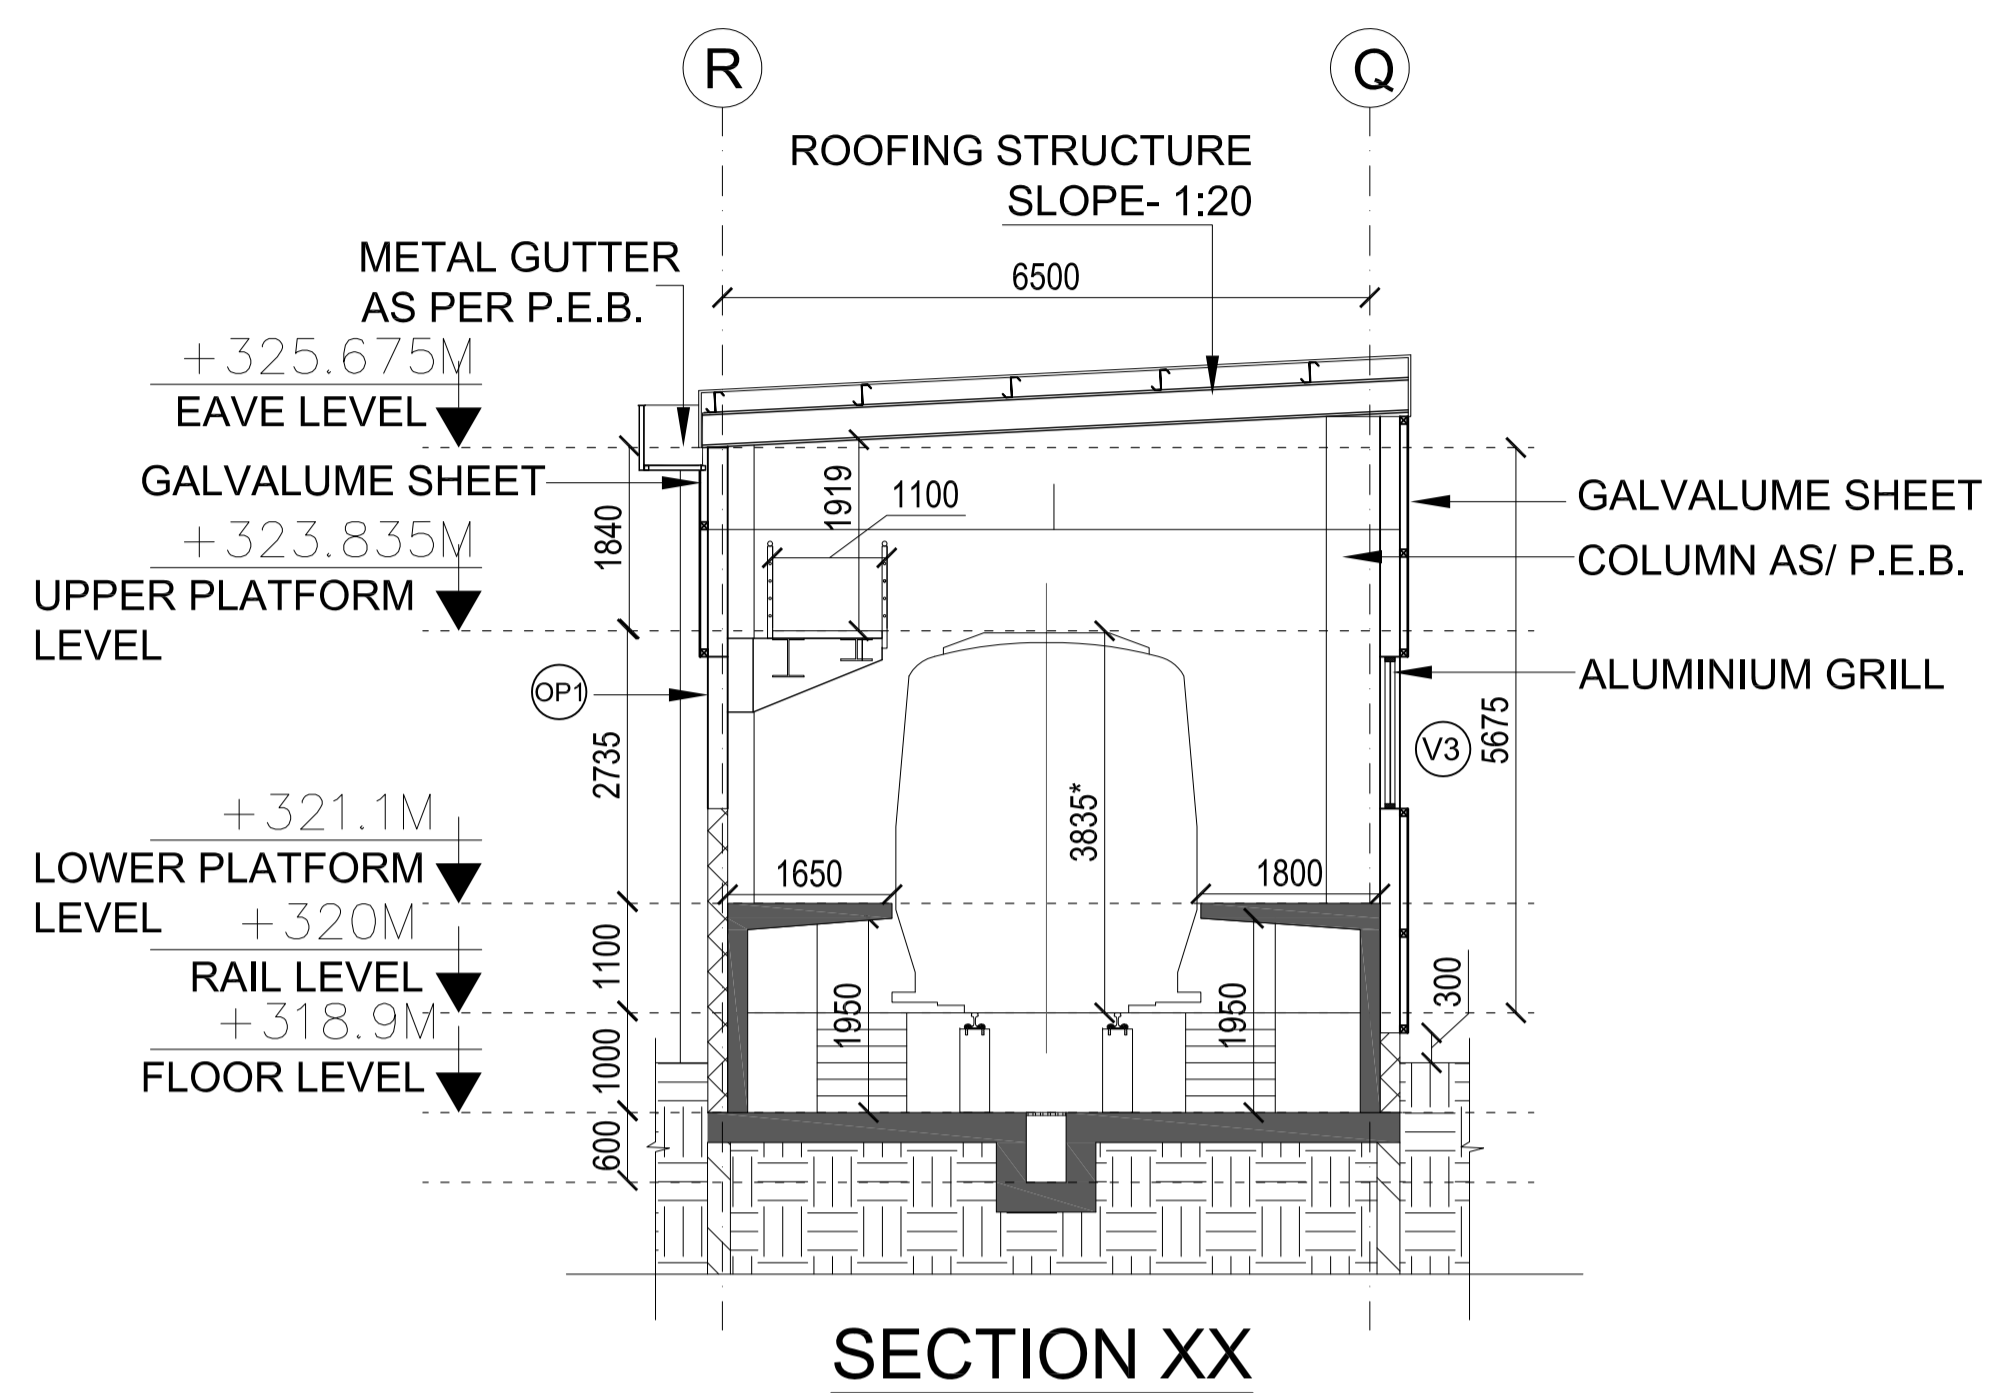 R
Q
ROOFING STRUCTURE
SLOPE- 1:20
METAL GUTTER
AS PER P.E.B.
6500
+325.675M
EAVE LEVEL
GALVALUME SHEET
1919
1100
GALVALUME SHEET
+323.835M
1840
COLUMN AS/ P.E.B.
UPPER PLATFORM
LEVEL
OP1
ALUMINIUM GRILL
2735
V3
5675
+321.1M
3835*
LOWER PLATFORM
LEVEL
1650
1800
+320M
RAIL LEVEL
1100
1950
1950
300
+318.9M
FLOOR LEVEL
1000
600
SECTION XX